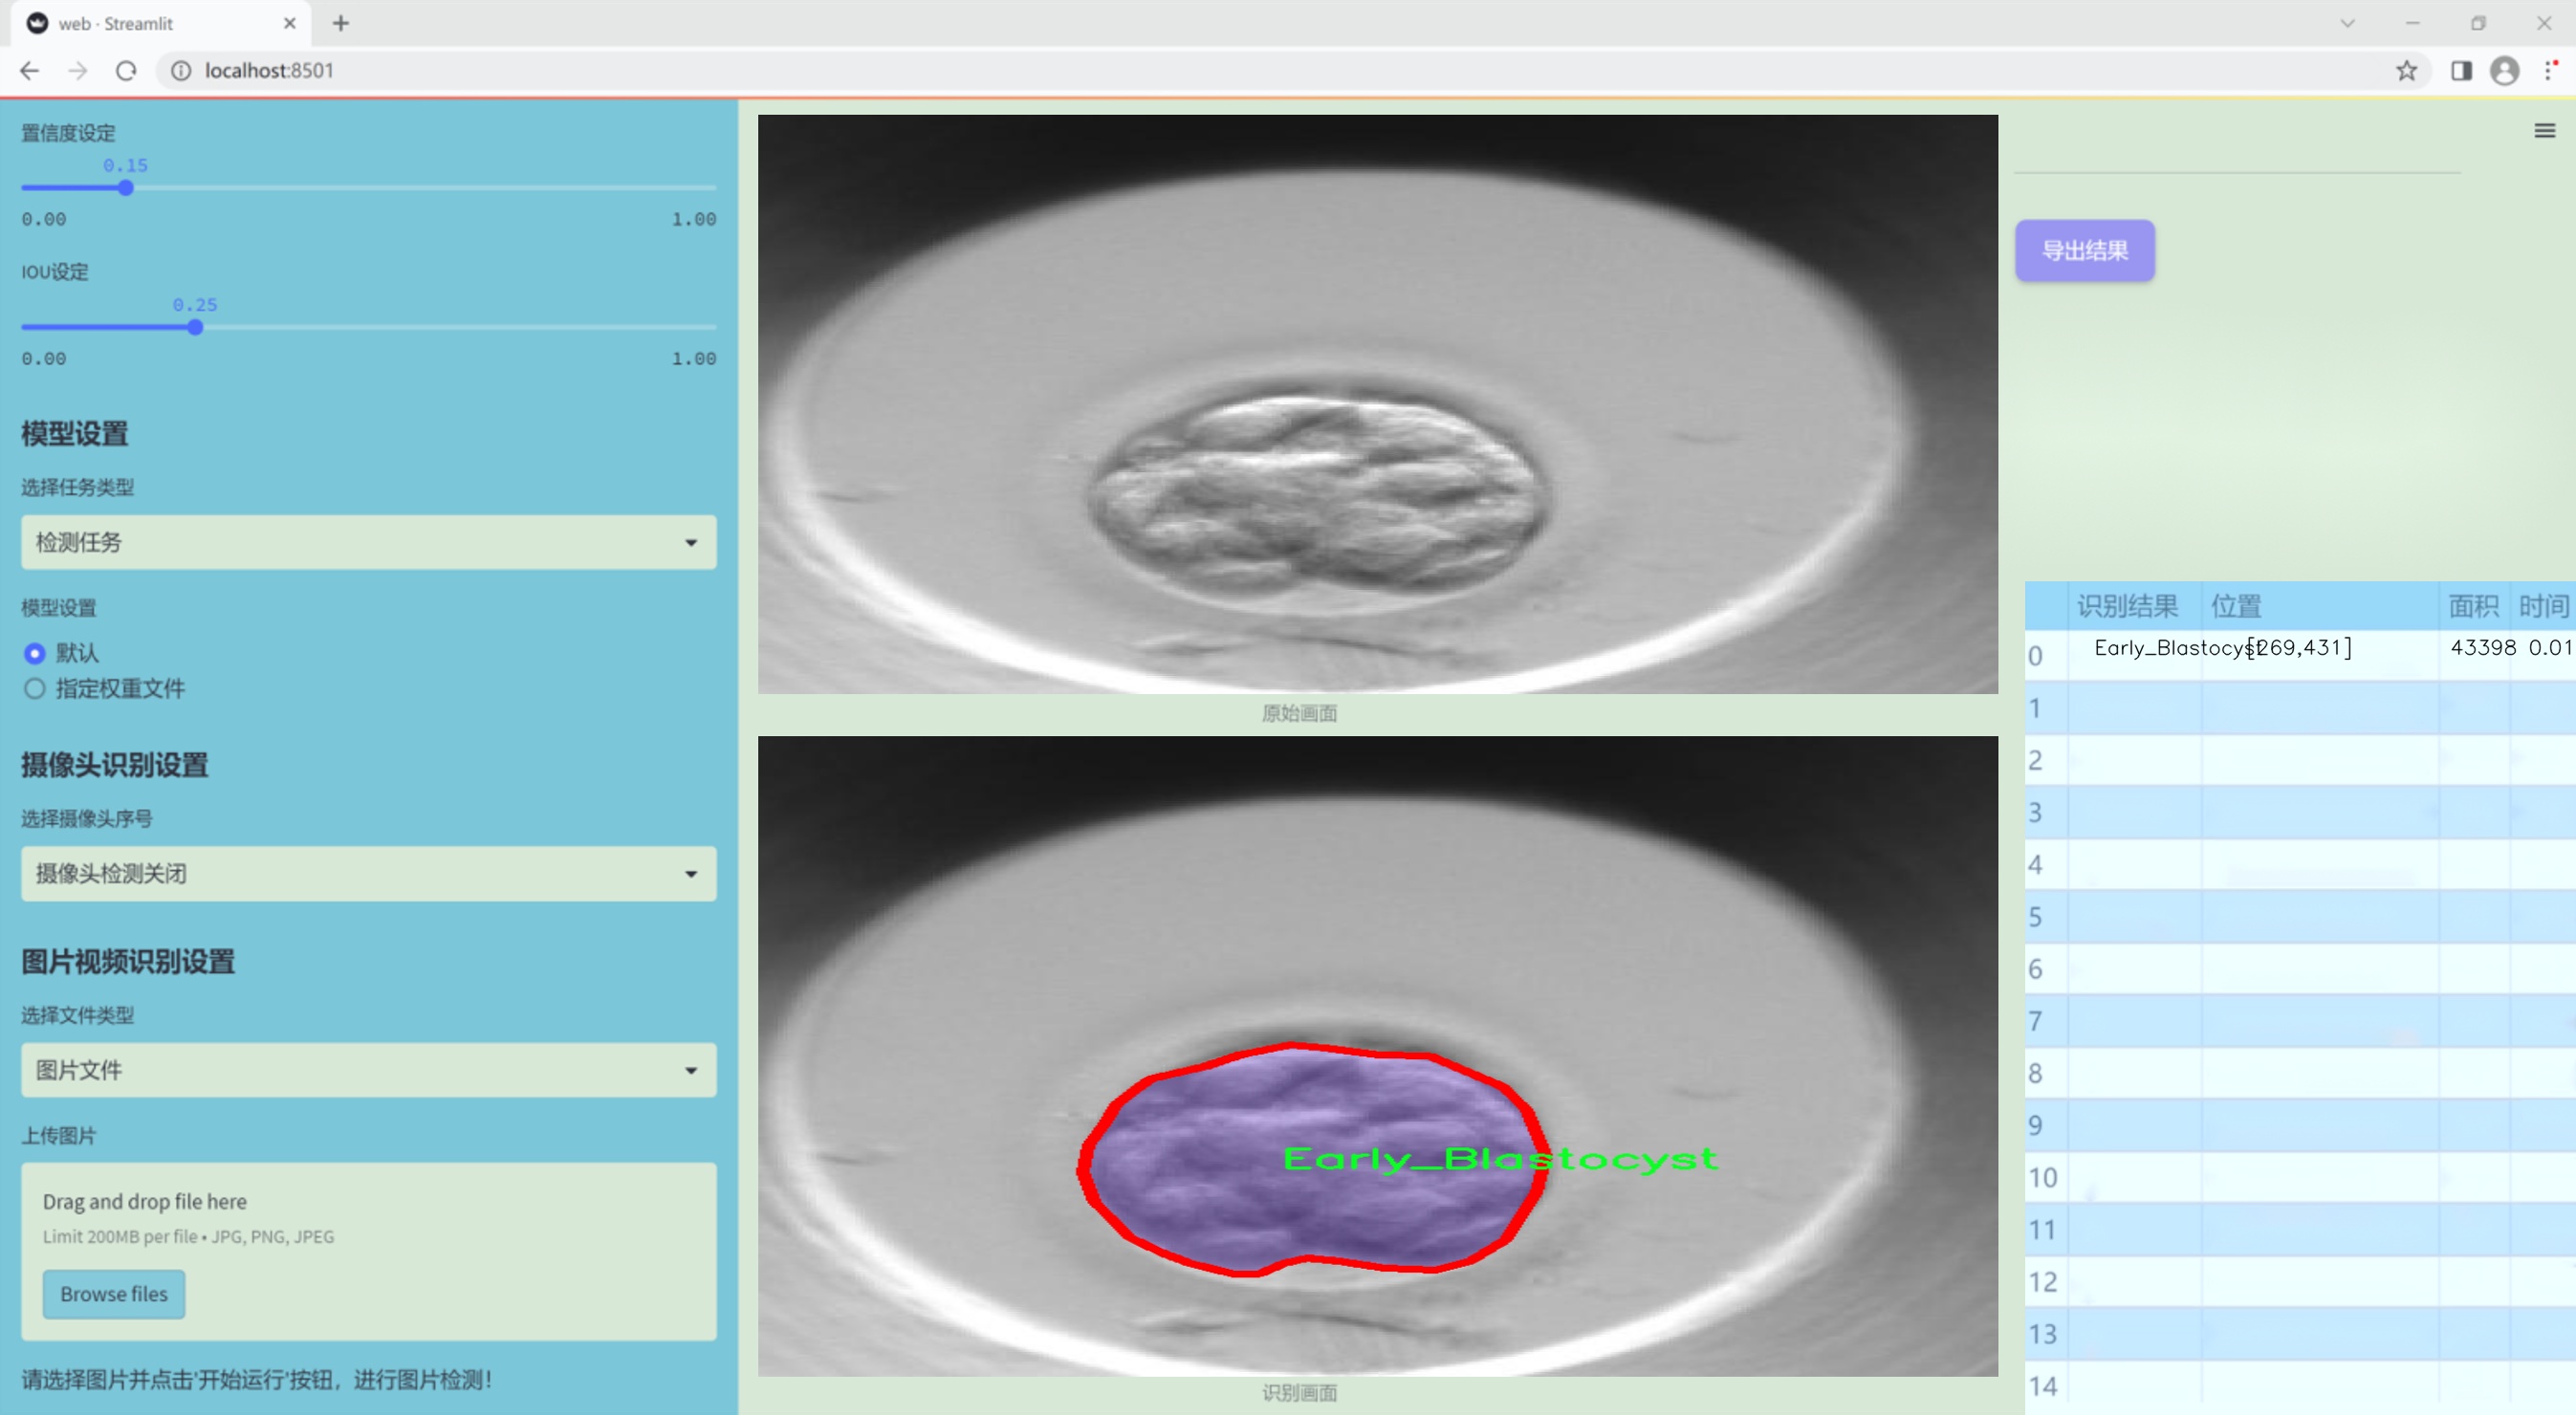 web · Streamlit
localhost:8501
置信度设定
0.15
0.00 1.00
IOU设定
0.25
0.00 1.00
模型设置
选择任务类型
检测任务
模型设置
默认
指定权重文件
摄像头识别设置
选择摄像头序号
摄像头检测关闭
图片视频识别设置
选择文件类型
图片文件
上传图片
Drag and drop file here
Limit 200MB per file • JPG, PNG, JPEG
Browse files
请选择图片并点击'开始运行'按钮，进行图片检测！
原始画面
Early_Blastocyst
识别画面
导出结果
识别结果 位置 面积 时间
0 Early_Blastocyst [269,431] 43398 0.01
1
2
3
4
5
6
7
8
9
10
11
12
13
14